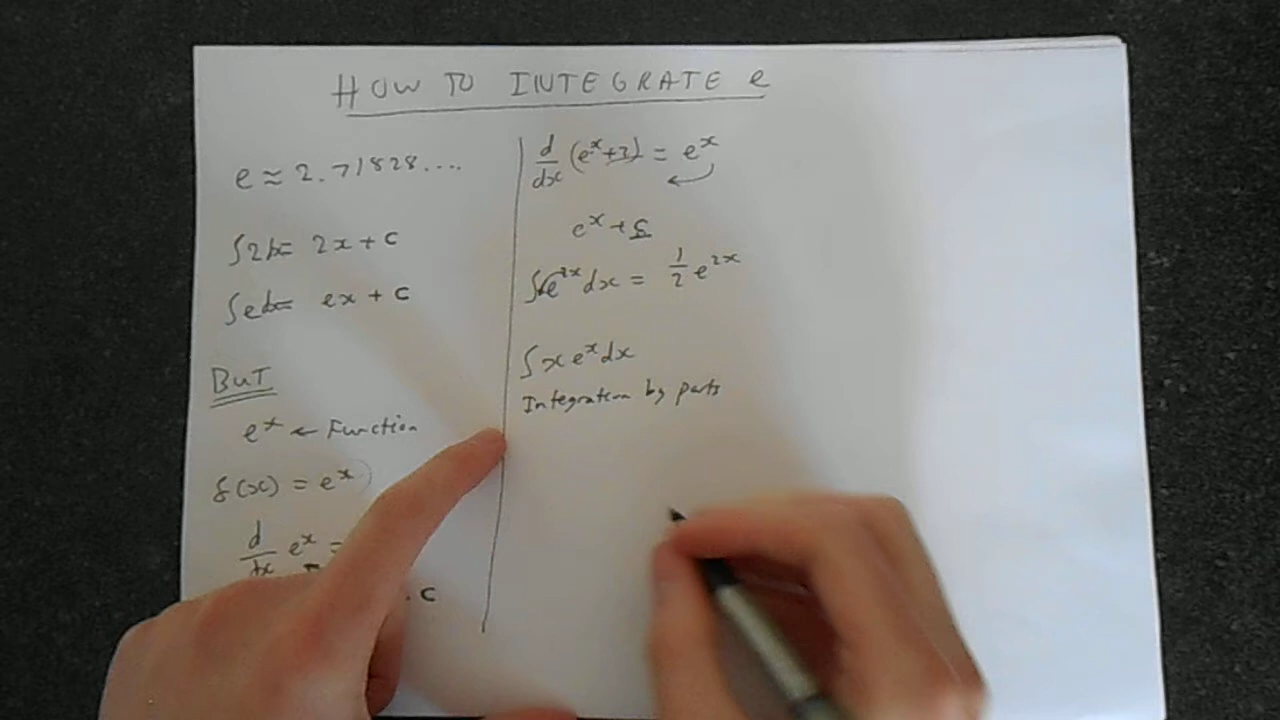 HOW TO INTEGRATE e
e ≈ 2.71828....
∫2dx= 2x + C
∫edx= ex + C
BUT
e^x ← Function
f(x) = e^x
d/dx e^x =
. C
d/dx (e^x+2) = e^x
e^x + C
∫e^2x dx = 1/2 e^2x
∫x e^x dx
Integration by parts